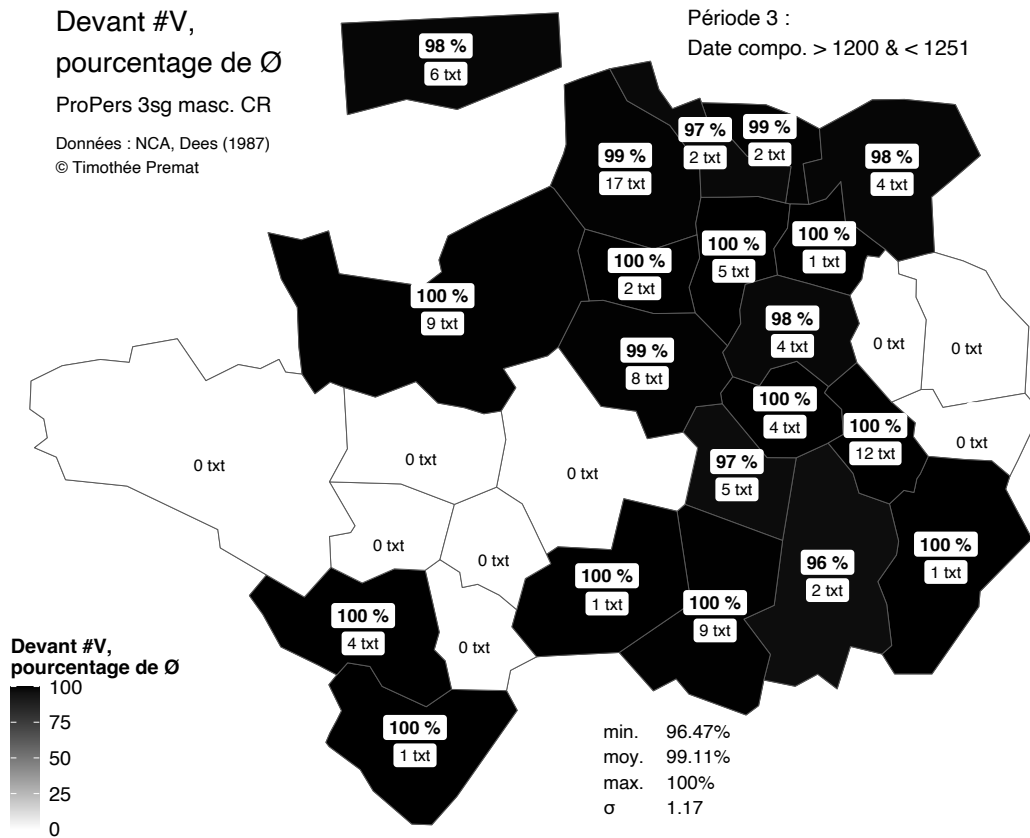 Devant #V,
pourcentage de Ø
ProPers 3sg masc. CR
Données : NCA, Dees (1987)
© Timothée Premat
Période 3 :
Date compo. > 1200 & < 1251
98 %
6 txt
99 %
17 txt
97 %
2 txt
99 %
2 txt
98 %
4 txt
100 %
9 txt
100 %
2 txt
100 %
5 txt
100 %
1 txt
99 %
8 txt
98 %
4 txt
0 txt
0 txt
100 %
4 txt
100 %
12 txt
0 txt
0 txt
0 txt
0 txt
97 %
5 txt
0 txt
0 txt
100 %
1 txt
100 %
9 txt
96 %
2 txt
100 %
1 txt
100 %
4 txt
0 txt
100 %
1 txt
Devant #V,
pourcentage de Ø
100
75
50
25
0
min. 96.47%
moy. 99.11%
max. 100%
σ 1.17